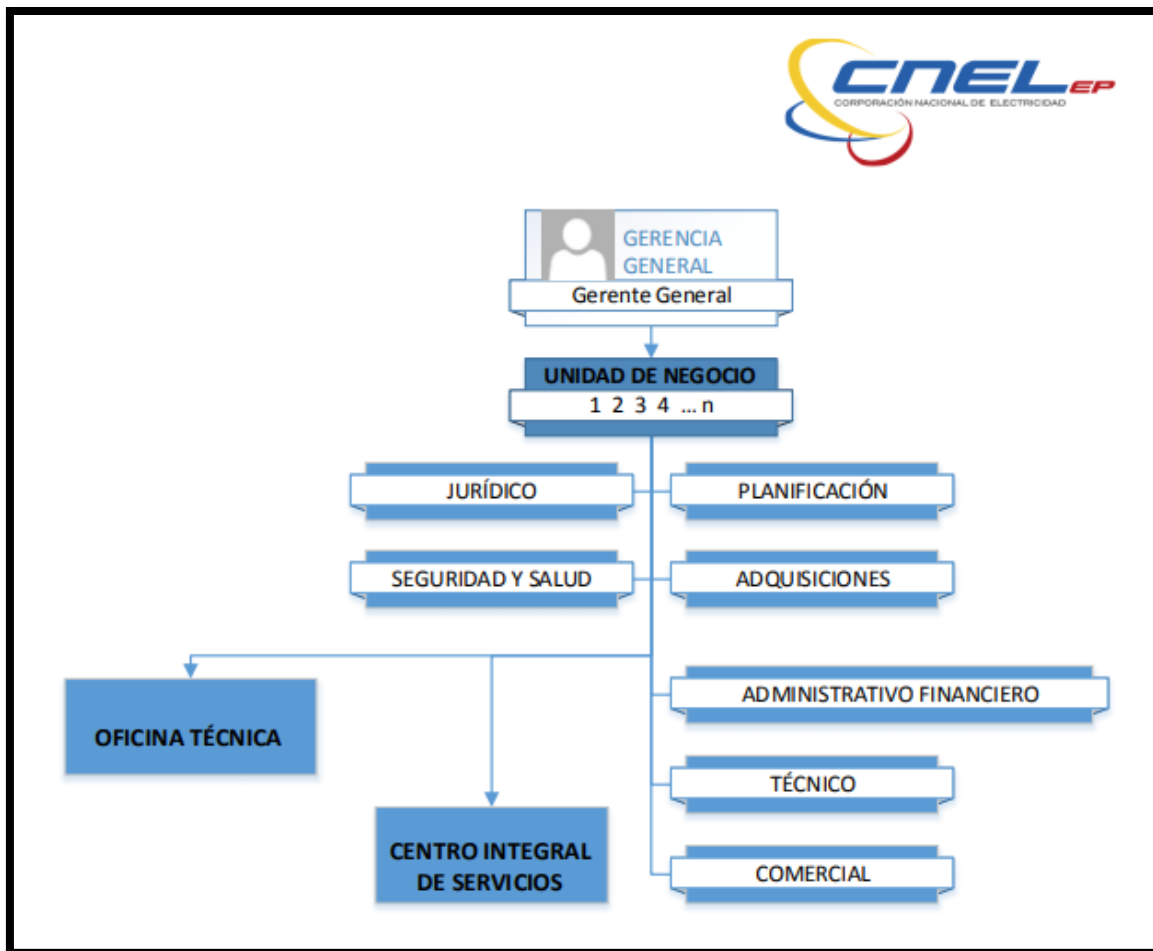 CNEL EP
CORPORACIÓN NACIONAL DE ELECTRICIDAD
GERENCIA
GENERAL
Gerente General
UNIDAD DE NEGOCIO
1 2 3 4 ... n
JURÍDICO
PLANIFICACIÓN
SEGURIDAD Y SALUD
ADQUISICIONES
ADMINISTRATIVO FINANCIERO
OFICINA TÉCNICA
TÉCNICO
CENTRO INTEGRAL
DE SERVICIOS
COMERCIAL